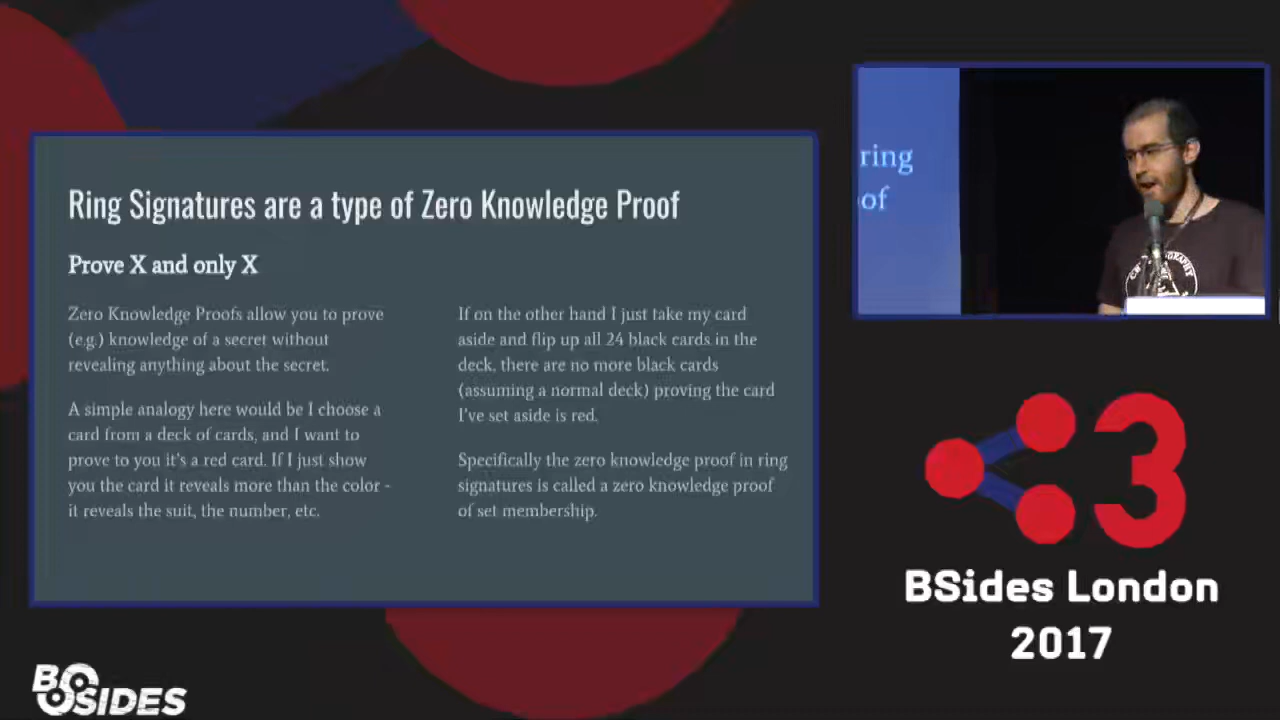 Ring Signatures are a type of Zero Knowledge Proof
Prove X and only X
Zero Knowledge Proofs allow you to prove
(e.g.) knowledge of a secret without
revealing anything about the secret.
A simple analogy here would be I choose a
card from a deck of cards, and I want to
prove to you it's a red card. If I just show
you the card it reveals more than the color -
it reveals the suit, the number, etc.
If on the other hand I just take my card
aside and flip up all 24 black cards in the
deck, there are no more black cards
(assuming a normal deck) proving the card
I've set aside is red.
Specifically the zero knowledge proof in ring
signatures is called a zero knowledge proof
of set membership.
ring
of
3
BSides London
2017
BSIDES